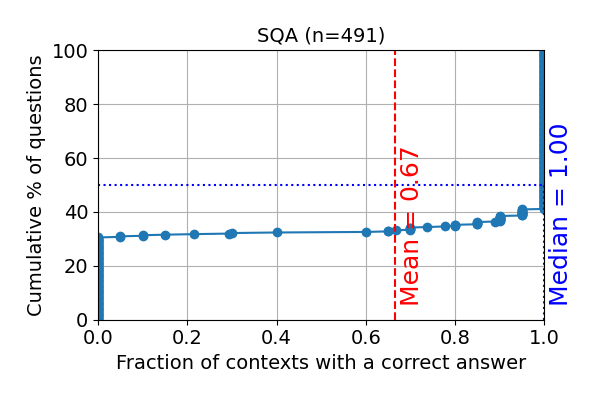 SQA (n=491)
Cumulative % of questions
100
80
60
40
20
0
Mean = 0.67
Median = 1.00
0.0 0.2 0.4 0.6 0.8 1.0
Fraction of contexts with a correct answer